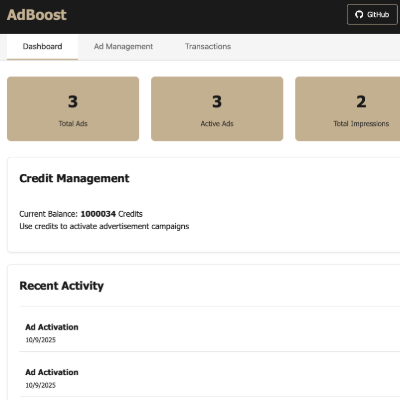 AdBoost
GitHub
Dashboard
Ad Management
Transactions
3
Total Ads
3
Active Ads
2
Total Impressions
Credit Management
Current Balance: 1000034 Credits
Use credits to activate advertisement campaigns
Recent Activity
Ad Activation
10/9/2025
Ad Activation
10/9/2025